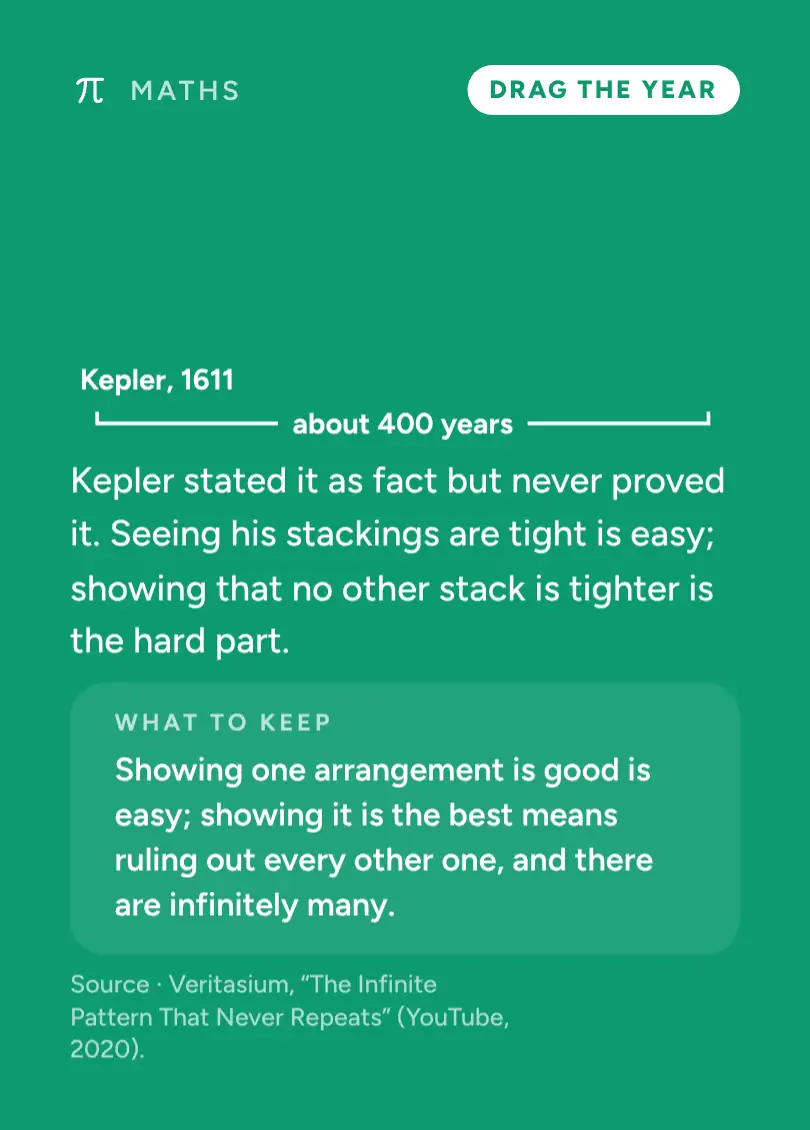 π MATHS
DRAG THE YEAR
Kepler, 1611
about 400 years
Kepler stated it as fact but never proved
it. Seeing his stackings are tight is easy;
showing that no other stack is tighter is
the hard part.
WHAT TO KEEP
Showing one arrangement is good is
easy; showing it is the best means
ruling out every other one, and there
are infinitely many.
Source · Veritasium, “The Infinite
Pattern That Never Repeats” (YouTube,
2020).